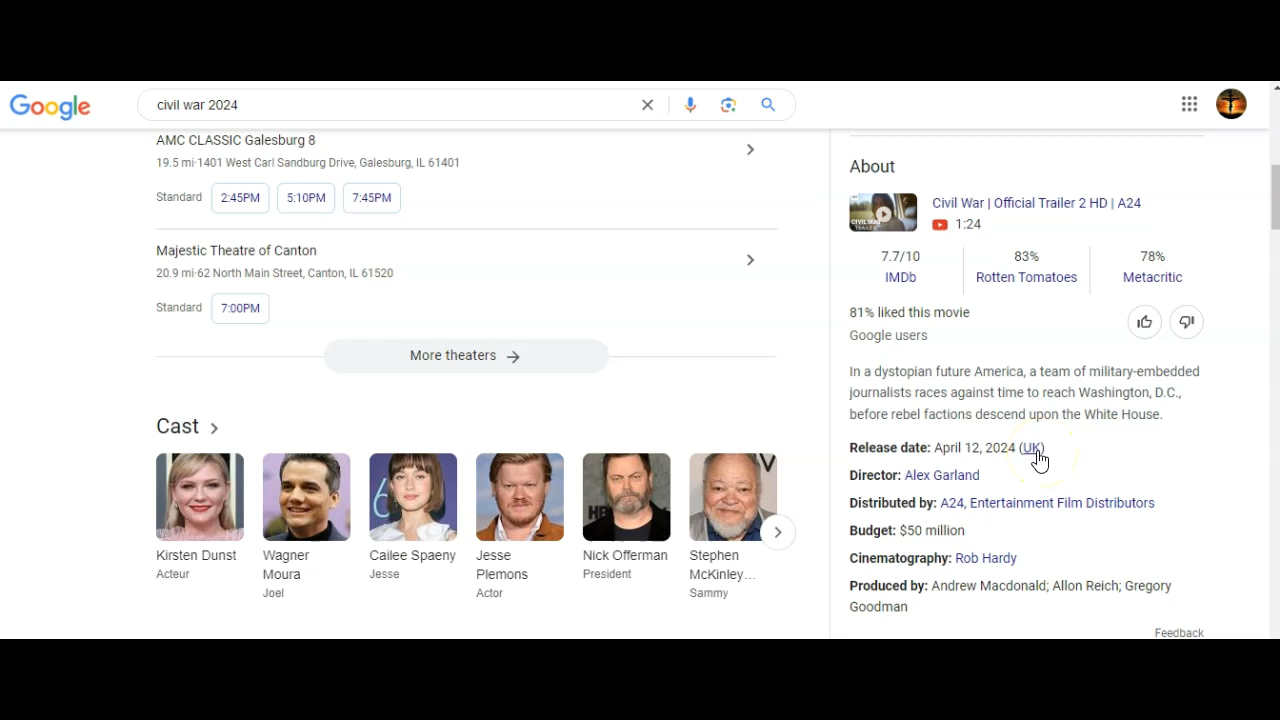 Google
civil war 2024
AMC CLASSIC Galesburg 8
19.5 mi·1401 West Carl Sandburg Drive, Galesburg, IL 61401
Standard 2:45PM 5:10PM 7:45PM
Majestic Theatre of Canton
20.9 mi·62 North Main Street, Canton, IL 61520
Standard 7:00PM
More theaters
Cast
Kirsten Dunst
Acteur
Wagner
Moura
Joel
Cailee Spaeny
Jesse
Jesse
Plemons
Actor
Nick Offerman
President
Stephen
McKinley...
Sammy
About
Civil War | Official Trailer 2 HD | A24
1:24
7.7/10
IMDb
83%
Rotten Tomatoes
78%
Metacritic
81% liked this movie
Google users
In a dystopian future America, a team of military-embedded
journalists races against time to reach Washington, D.C.,
before rebel factions descend upon the White House.
Release date: April 12, 2024 (UK)
Director: Alex Garland
Distributed by: A24, Entertainment Film Distributors
Budget: $50 million
Cinematography: Rob Hardy
Produced by: Andrew Macdonald; Allon Reich; Gregory
Goodman
Feedback